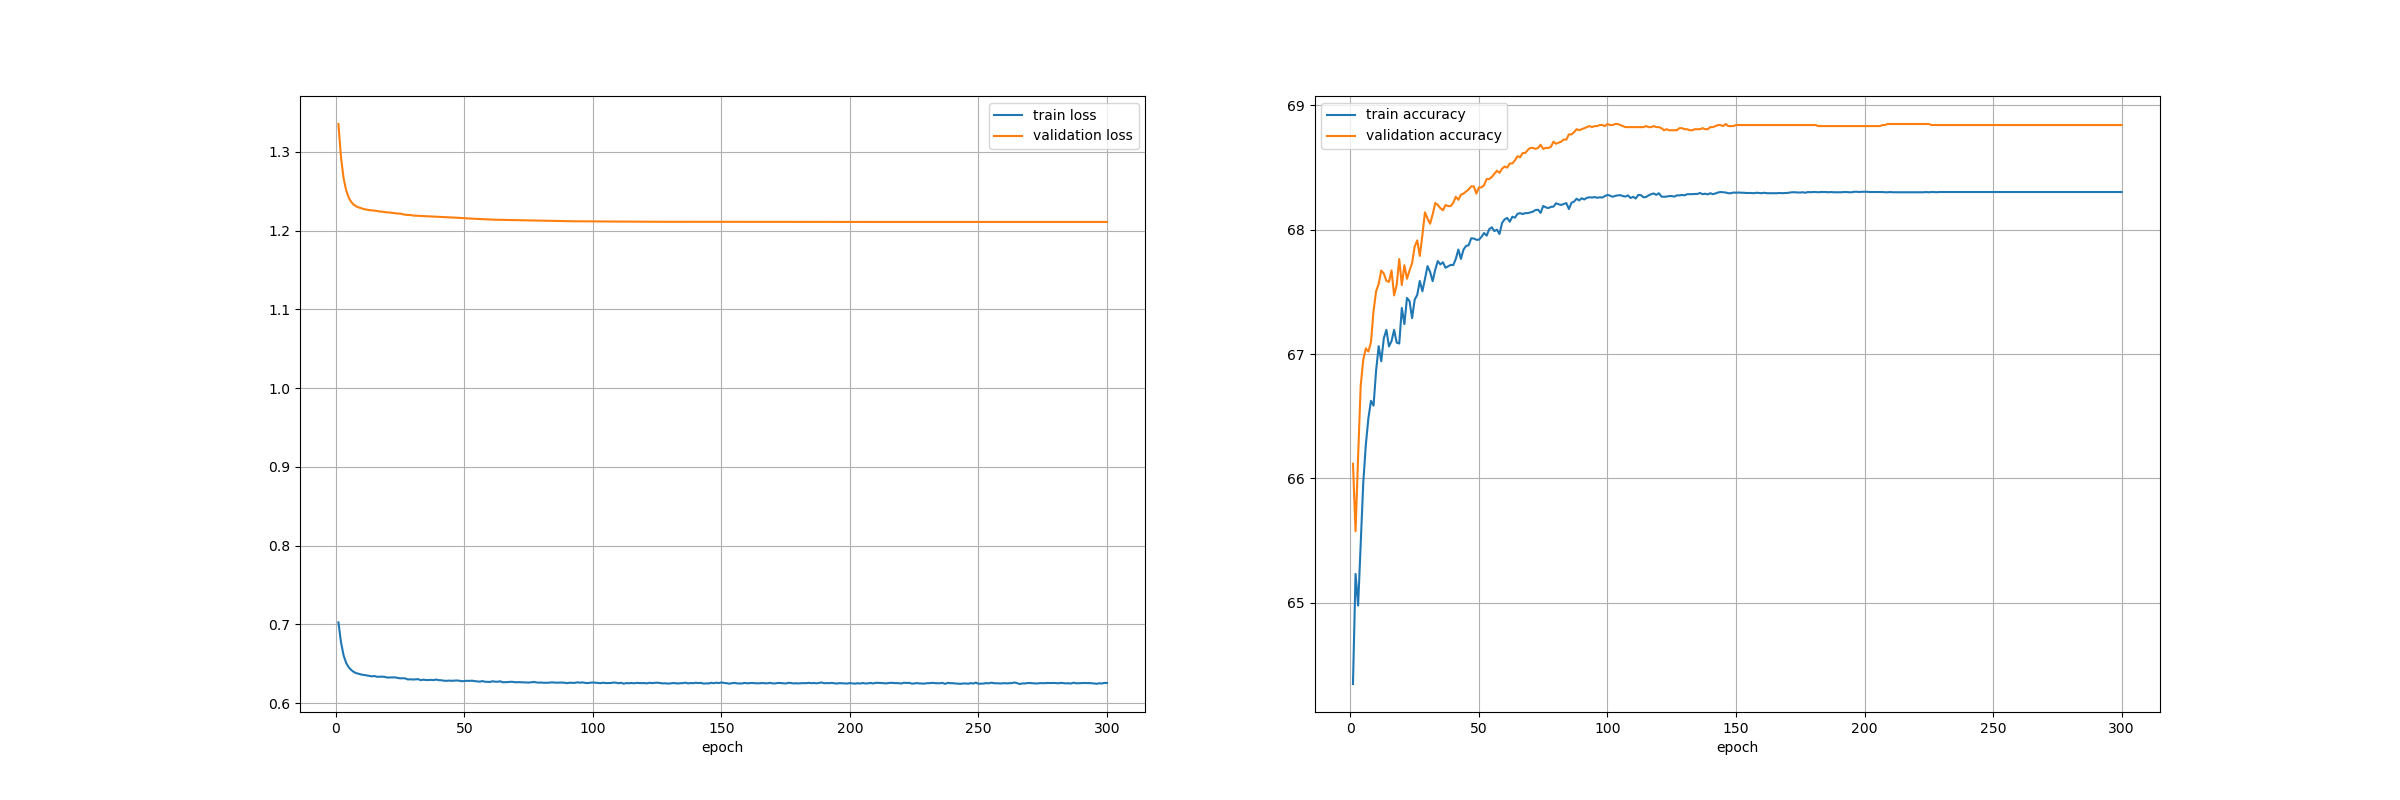 train loss
validation loss
1.3
1.2
1.1
1.0
0.9
0.8
0.7
0.6
0 50 100 150 200 250 300
epoch
train accuracy
validation accuracy
69
68
67
66
65
0 50 100 150 200 250 300
epoch